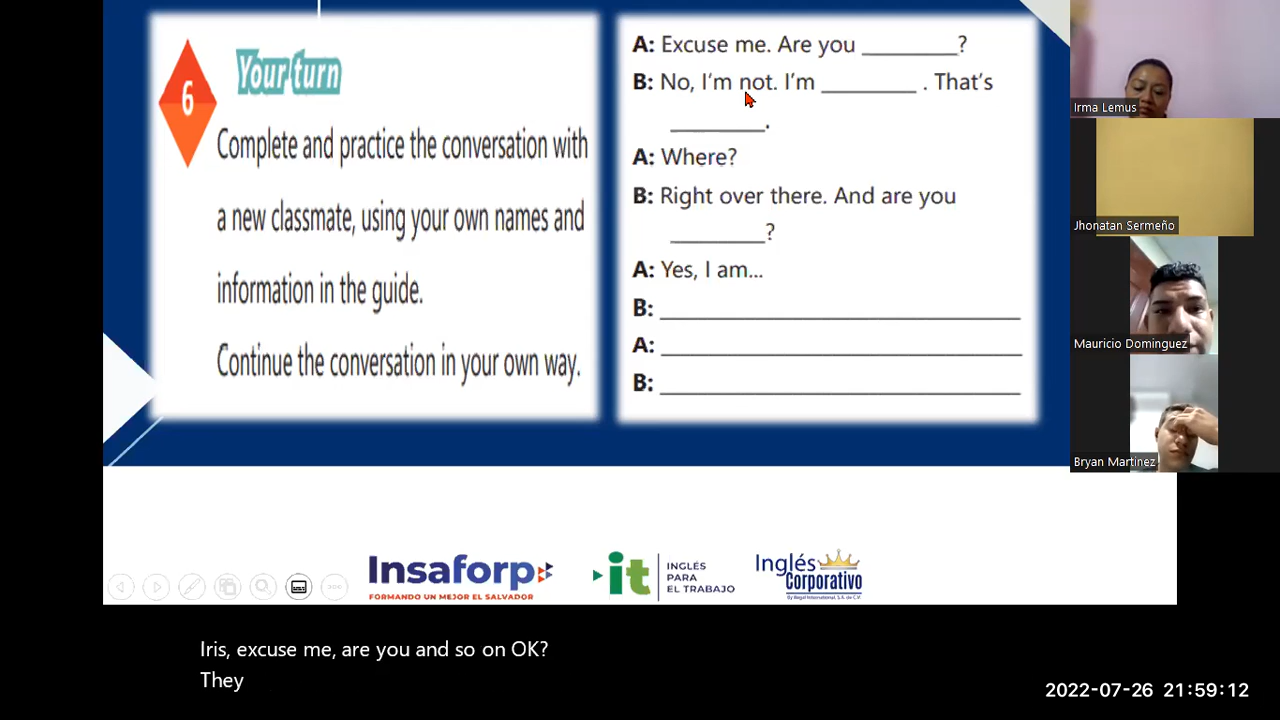 6
Your turn
Complete and practice the conversation with
a new classmate, using your own names and
information in the guide.
Continue the conversation in your own way.
A: Excuse me. Are you ________?
B: No, I'm not. I'm ________ . That's
________.
A: Where?
B: Right over there. And are you
________?
A: Yes, I am...
B: ______________________________
A: ______________________________
B: ______________________________
Irma Lemus
Jhonatan Sermeño
Mauricio Dominguez
Bryan Martinez
Insaforp
FORMANDO UN MEJOR EL SALVADOR
it
INGLÉS
PARA
EL TRABAJO
Inglés
Corporativo
Iris, excuse me, are you and so on OK?
They
2022-07-26 21:59:12